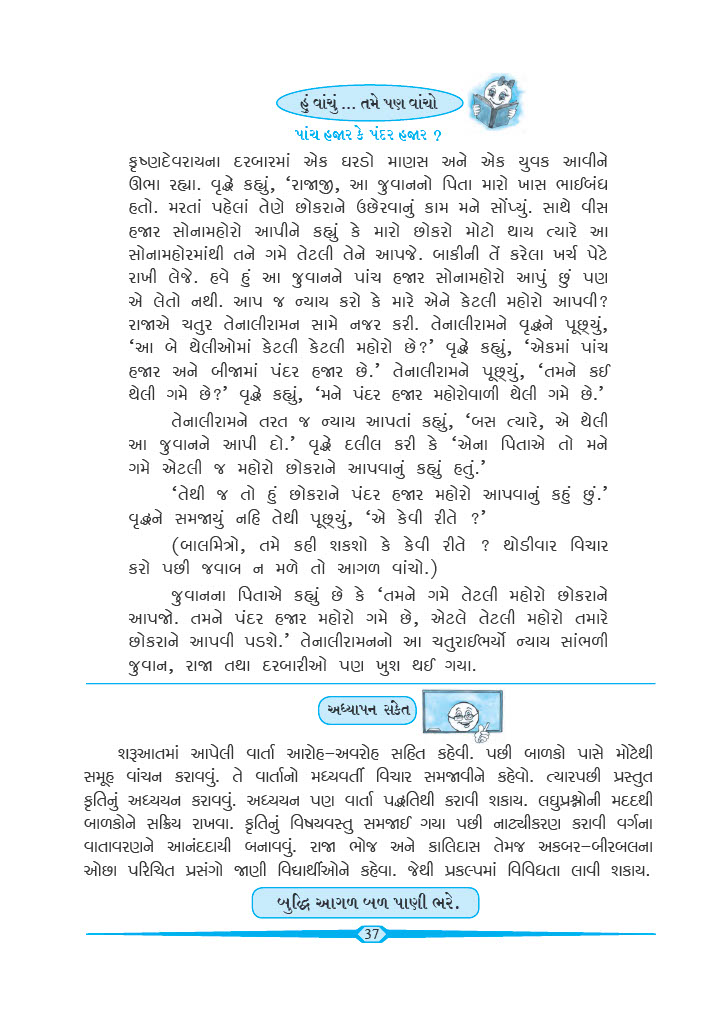 હું વાંચું ... તમે પણ વાંચો
પાંચ હજાર કે પંદર હજાર ?
કૃષ્ણદેવરાયના દરબારમાં એક ઘરડો માણસ અને એક યુવક આવીને
ઊભા રહ્યા. વૃદ્ધે કહ્યું, ‘રાજાજી, આ જુવાનનો પિતા મારો ખાસ ભાઈબંધ
હતો. મરતાં પહેલાં તેણે છોકરાને ઉછેરવાનું કામ મને સોંપ્યું. સાથે વીસ
હજાર સોનામહોરો આપીને કહ્યું કે મારો છોકરો મોટો થાય ત્યારે આ
સોનામહોરમાંથી તને ગમે તેટલી તેને આપજે. બાકીની તેં કરેલા ખર્ચ પેટે
રાખી લેજે. હવે હું આ જુવાનને પાંચ હજાર સોનામહોરો આપું છું પણ
એ લેતો નથી. આપ જ ન્યાય કરો કે મારે એને કેટલી મહોરો આપવી?
રાજાએ ચતુર તેનાલીરામન સામે નજર કરી. તેનાલીરામને વૃદ્ધને પૂછ્યું,
‘આ બે થેલીઓમાં કેટલી કેટલી મહોરો છે?’ વૃદ્ધે કહ્યું, ‘એકમાં પાંચ
હજાર અને બીજામાં પંદર હજાર છે.’ તેનાલીરામને પૂછ્યું, ‘તમને કઈ
થેલી ગમે છે?’ વૃદ્ધે કહ્યું, ‘મને પંદર હજાર મહોરોવાળી થેલી ગમે છે.’
તેનાલીરામને તરત જ ન્યાય આપતાં કહ્યું, ‘બસ ત્યારે, એ થેલી
આ જુવાનને આપી દો.’ વૃદ્ધે દલીલ કરી કે ‘એના પિતાએ તો મને
ગમે એટલી જ મહોરો છોકરાને આપવાનું કહ્યું હતું.’
‘તેથી જ તો હું છોકરાને પંદર હજાર મહોરો આપવાનું કહું છું.’
વૃદ્ધને સમજાયું નહિ તેથી પૂછ્યું, ‘એ કેવી રીતે ?’
(બાલમિત્રો, તમે કહી શકશો કે કેવી રીતે ? થોડીવાર વિચાર
કરો પછી જવાબ ન મળે તો આગળ વાંચો.)
જુવાનના પિતાએ કહ્યું છે કે ‘તમને ગમે તેટલી મહોરો છોકરાને
આપજો. તમને પંદર હજાર મહોરો ગમે છે, એટલે તેટલી મહોરો તમારે
છોકરાને આપવી પડશે.’ તેનાલીરામનનો આ ચતુરાઈભર્યો ન્યાય સાંભળી
જુવાન, રાજા તથા દરબારીઓ પણ ખુશ થઈ ગયા.
અધ્યાપન સંકેત
શરૂઆતમાં આપેલી વાર્તા આરોહ–અવરોહ સહિત કહેવી. પછી બાળકો પાસે મોટેથી
સમૂહ વાંચન કરાવવું. તે વાર્તાનો મધ્યવર્તી વિચાર સમજાવીને કહેવો. ત્યારપછી પ્રસ્તુત
કૃતિનું અધ્યયન કરાવવું. અધ્યયન પણ વાર્તા પદ્ધતિથી કરાવી શકાય. લઘુપ્રશ્નોની મદદથી
બાળકોને સક્રિય રાખવા. કૃતિનું વિષયવસ્તુ સમજાઈ ગયા પછી નાટ્યીકરણ કરાવી વર્ગના
વાતાવરણને આનંદદાયી બનાવવું. રાજા ભોજ અને કાલિદાસ તેમજ અકબર–બીરબલના
ઓછા પરિચિત પ્રસંગો જાણી વિદ્યાર્થીઓને કહેવા. જેથી પ્રકલ્પમાં વિવિધતા લાવી શકાય.
બુદ્ધિ આગળ બળ પાણી ભરે.
37